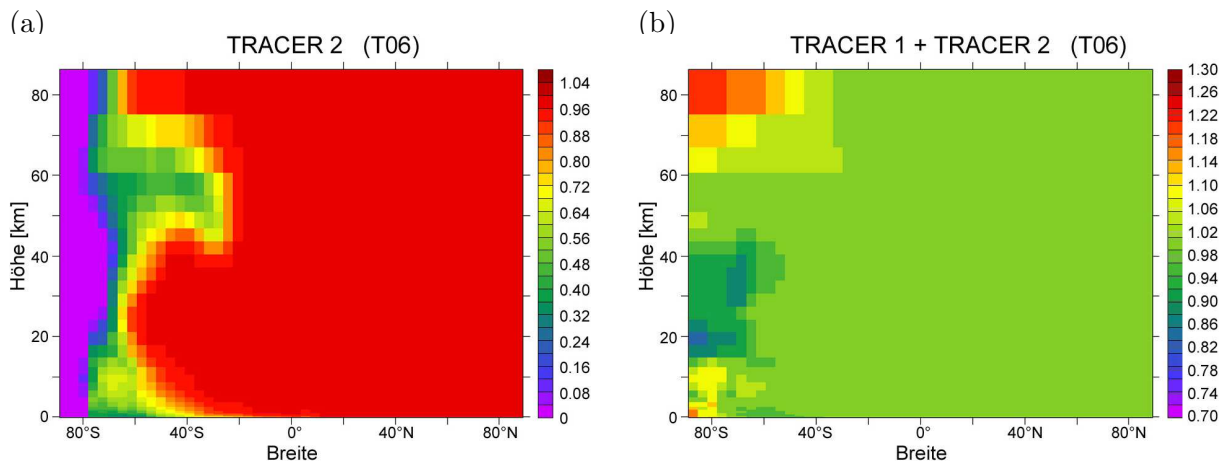 (a)
TRACER 2 (T06)
80
60
40
20
0
Höhe [km]
80°S
40°S
0°
40°N
80°N
Breite
1.04
0.96
0.88
0.80
0.72
0.64
0.56
0.48
0.40
0.32
0.24
0.16
0.08
0
(b)
TRACER 1 + TRACER 2 (T06)
80
60
40
20
0
Höhe [km]
80°S
40°S
0°
40°N
80°N
Breite
1.30
1.26
1.22
1.18
1.14
1.10
1.06
1.02
0.98
0.94
0.90
0.86
0.82
0.78
0.74
0.70